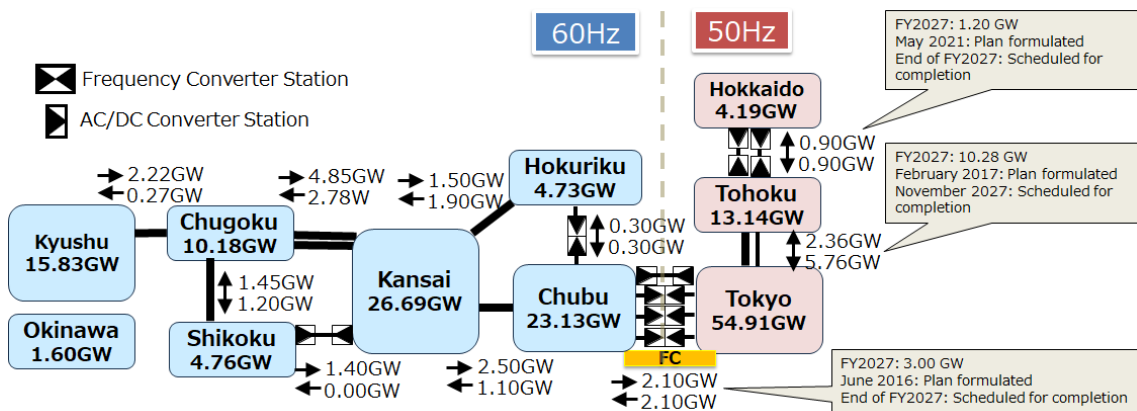 60Hz
50Hz
FY2027: 1.20 GW
May 2021: Plan formulated
End of FY2027: Scheduled for
completion
Frequency Converter Station
AC/DC Converter Station
Hokkaido
4.19GW
0.90GW
0.90GW
FY2027: 10.28 GW
February 2017: Plan formulated
November 2027: Scheduled for
completion
2.22GW
0.27GW
4.85GW
2.78W
1.50GW
1.90GW
Hokuriku
4.73GW
Tohoku
13.14GW
Kyushu
15.83GW
Chugoku
10.18GW
0.30GW
0.30GW
2.36GW
5.76GW
Kansai
26.69GW
1.45GW
1.20GW
Chubu
23.13GW
Tokyo
54.91GW
Okinawa
1.60GW
Shikoku
4.76GW
FC
1.40GW
0.00GW
2.50GW
1.10GW
2.10GW
2.10GW
FY2027: 3.00 GW
June 2016: Plan formulated
End of FY2027: Scheduled for completion